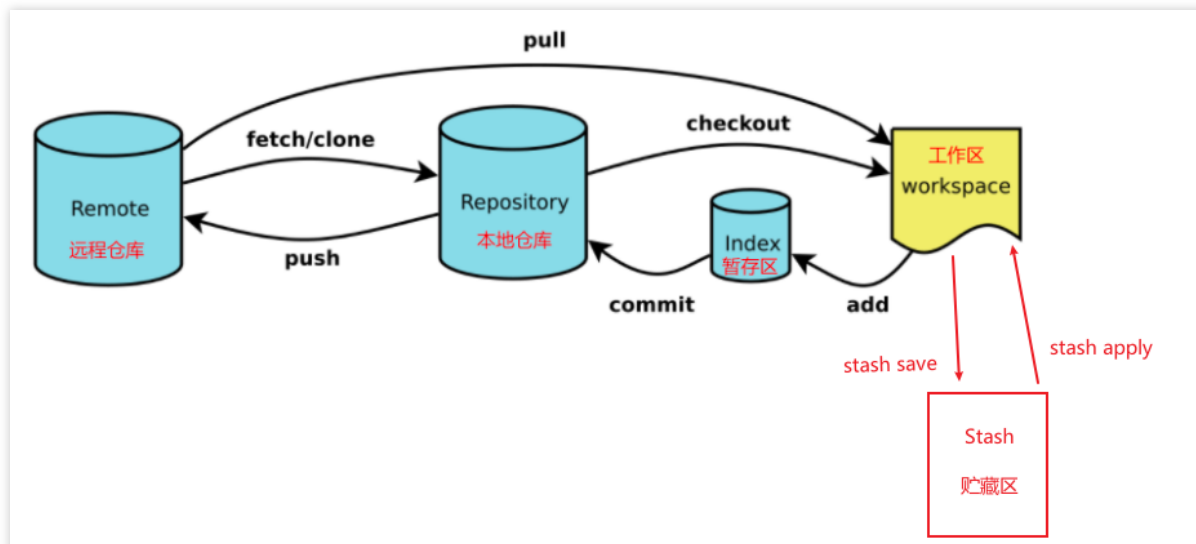 pull
fetch/clone
checkout
工作区
workspace
Remote
远程仓库
Repository
本地仓库
Index
暂存区
push
commit
add
stash save
stash apply
Stash
贮藏区